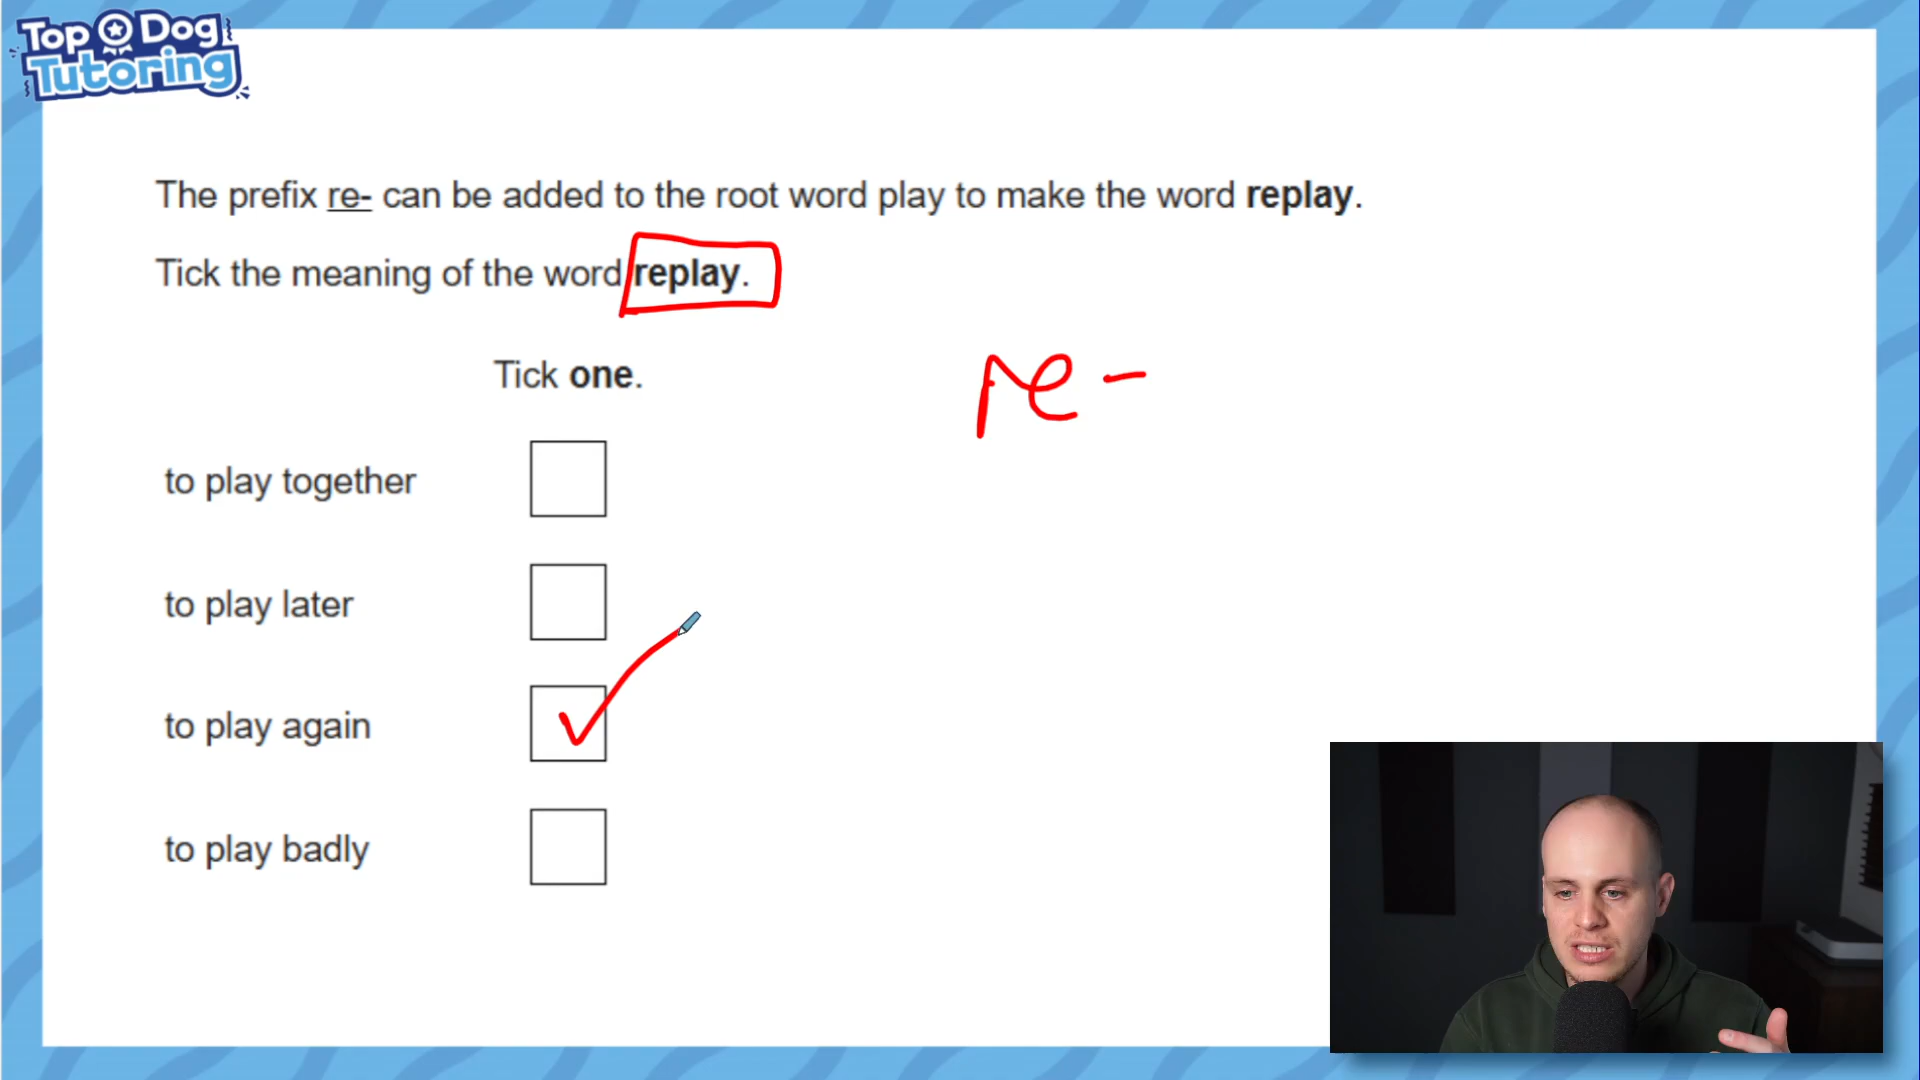 Top Dog
Tutoring
The prefix re- can be added to the root word play to make the word replay.
Tick the meaning of the word replay.
Tick one.
re-
to play together
to play later
to play again
to play badly